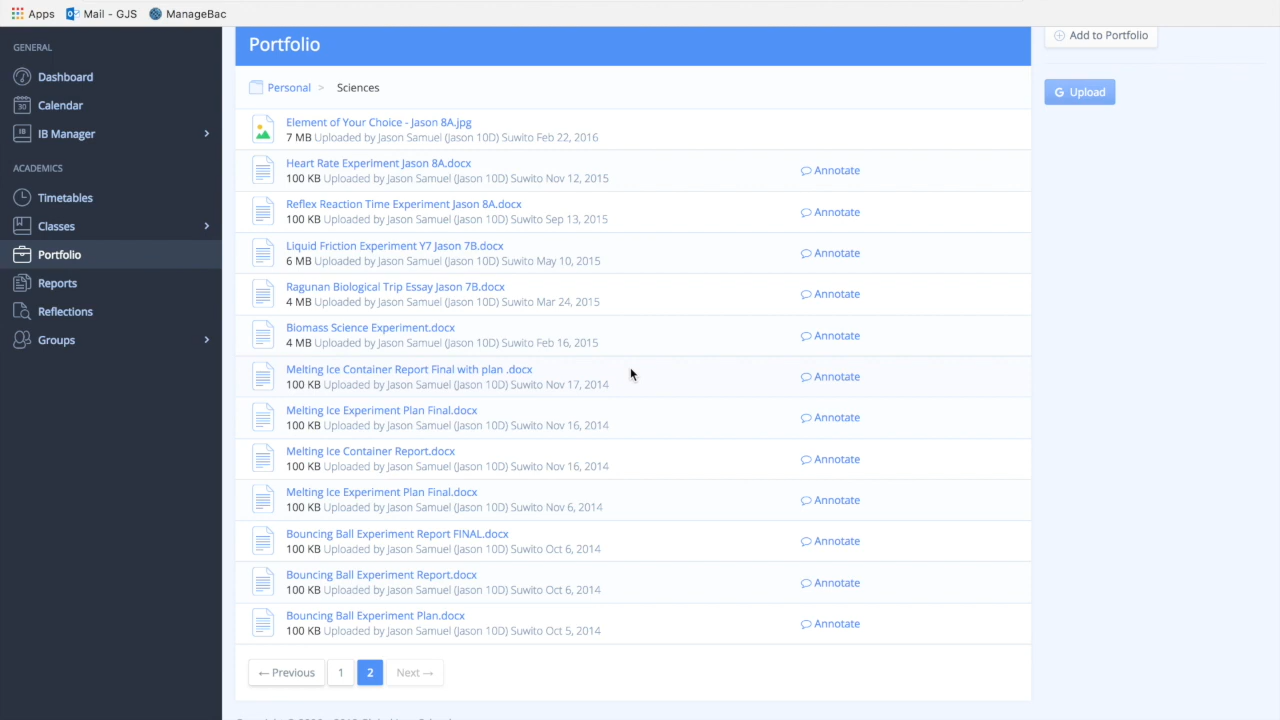 Apps Mail - GJS ManageBac
GENERAL
Dashboard
30 Calendar
IB IB Manager
ACADEMICS
Timetables
Classes
Portfolio
Reports
Reflections
Groups
Portfolio
Personal > Sciences
Element of Your Choice - Jason 8A.jpg
7 MB Uploaded by Jason Samuel (Jason 10D) Suwito Feb 22, 2016
Heart Rate Experiment Jason 8A.docx
100 KB Uploaded by Jason Samuel (Jason 10D) Suwito Nov 12, 2015
Annotate
Reflex Reaction Time Experiment Jason 8A.docx
100 KB Uploaded by Jason Samuel (Jason 10D) Suwito Sep 13, 2015
Annotate
Liquid Friction Experiment Y7 Jason 7B.docx
6 MB Uploaded by Jason Samuel (Jason 10D) Suwito May 10, 2015
Annotate
Ragunan Biological Trip Essay Jason 7B.docx
4 MB Uploaded by Jason Samuel (Jason 10D) Suwito Mar 24, 2015
Annotate
Biomass Science Experiment.docx
4 MB Uploaded by Jason Samuel (Jason 10D) Suwito Feb 16, 2015
Annotate
Melting Ice Container Report Final with plan .docx
100 KB Uploaded by Jason Samuel (Jason 10D) Suwito Nov 17, 2014
Annotate
Melting Ice Experiment Plan Final.docx
100 KB Uploaded by Jason Samuel (Jason 10D) Suwito Nov 16, 2014
Annotate
Melting Ice Container Report.docx
100 KB Uploaded by Jason Samuel (Jason 10D) Suwito Nov 16, 2014
Annotate
Melting Ice Experiment Plan Final.docx
100 KB Uploaded by Jason Samuel (Jason 10D) Suwito Nov 6, 2014
Annotate
Bouncing Ball Experiment Report FINAL.docx
100 KB Uploaded by Jason Samuel (Jason 10D) Suwito Oct 6, 2014
Annotate
Bouncing Ball Experiment Report.docx
100 KB Uploaded by Jason Samuel (Jason 10D) Suwito Oct 6, 2014
Annotate
Bouncing Ball Experiment Plan.docx
100 KB Uploaded by Jason Samuel (Jason 10D) Suwito Oct 5, 2014
Annotate
← Previous 1 2 Next →
Add to Portfolio
G Upload